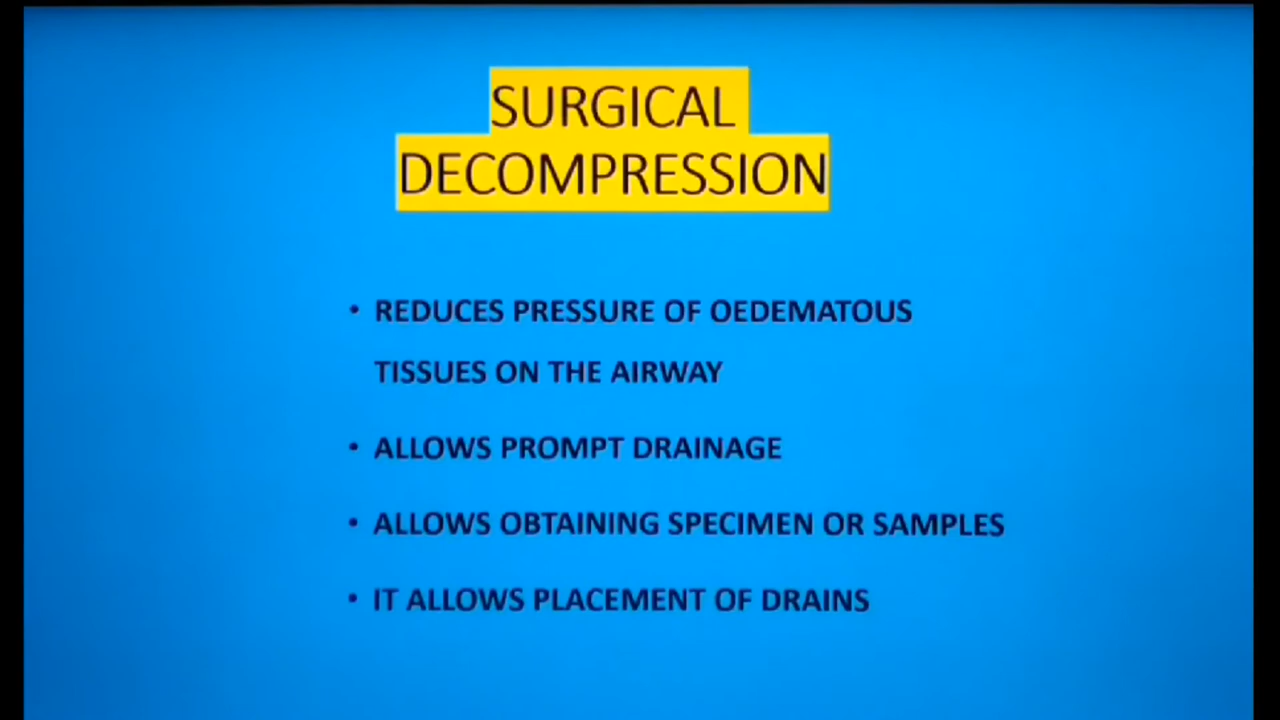 SURGICAL
DECOMPRESSION
• REDUCES PRESSURE OF OEDEMATOUS
TISSUES ON THE AIRWAY
• ALLOWS PROMPT DRAINAGE
• ALLOWS OBTAINING SPECIMEN OR SAMPLES
• IT ALLOWS PLACEMENT OF DRAINS